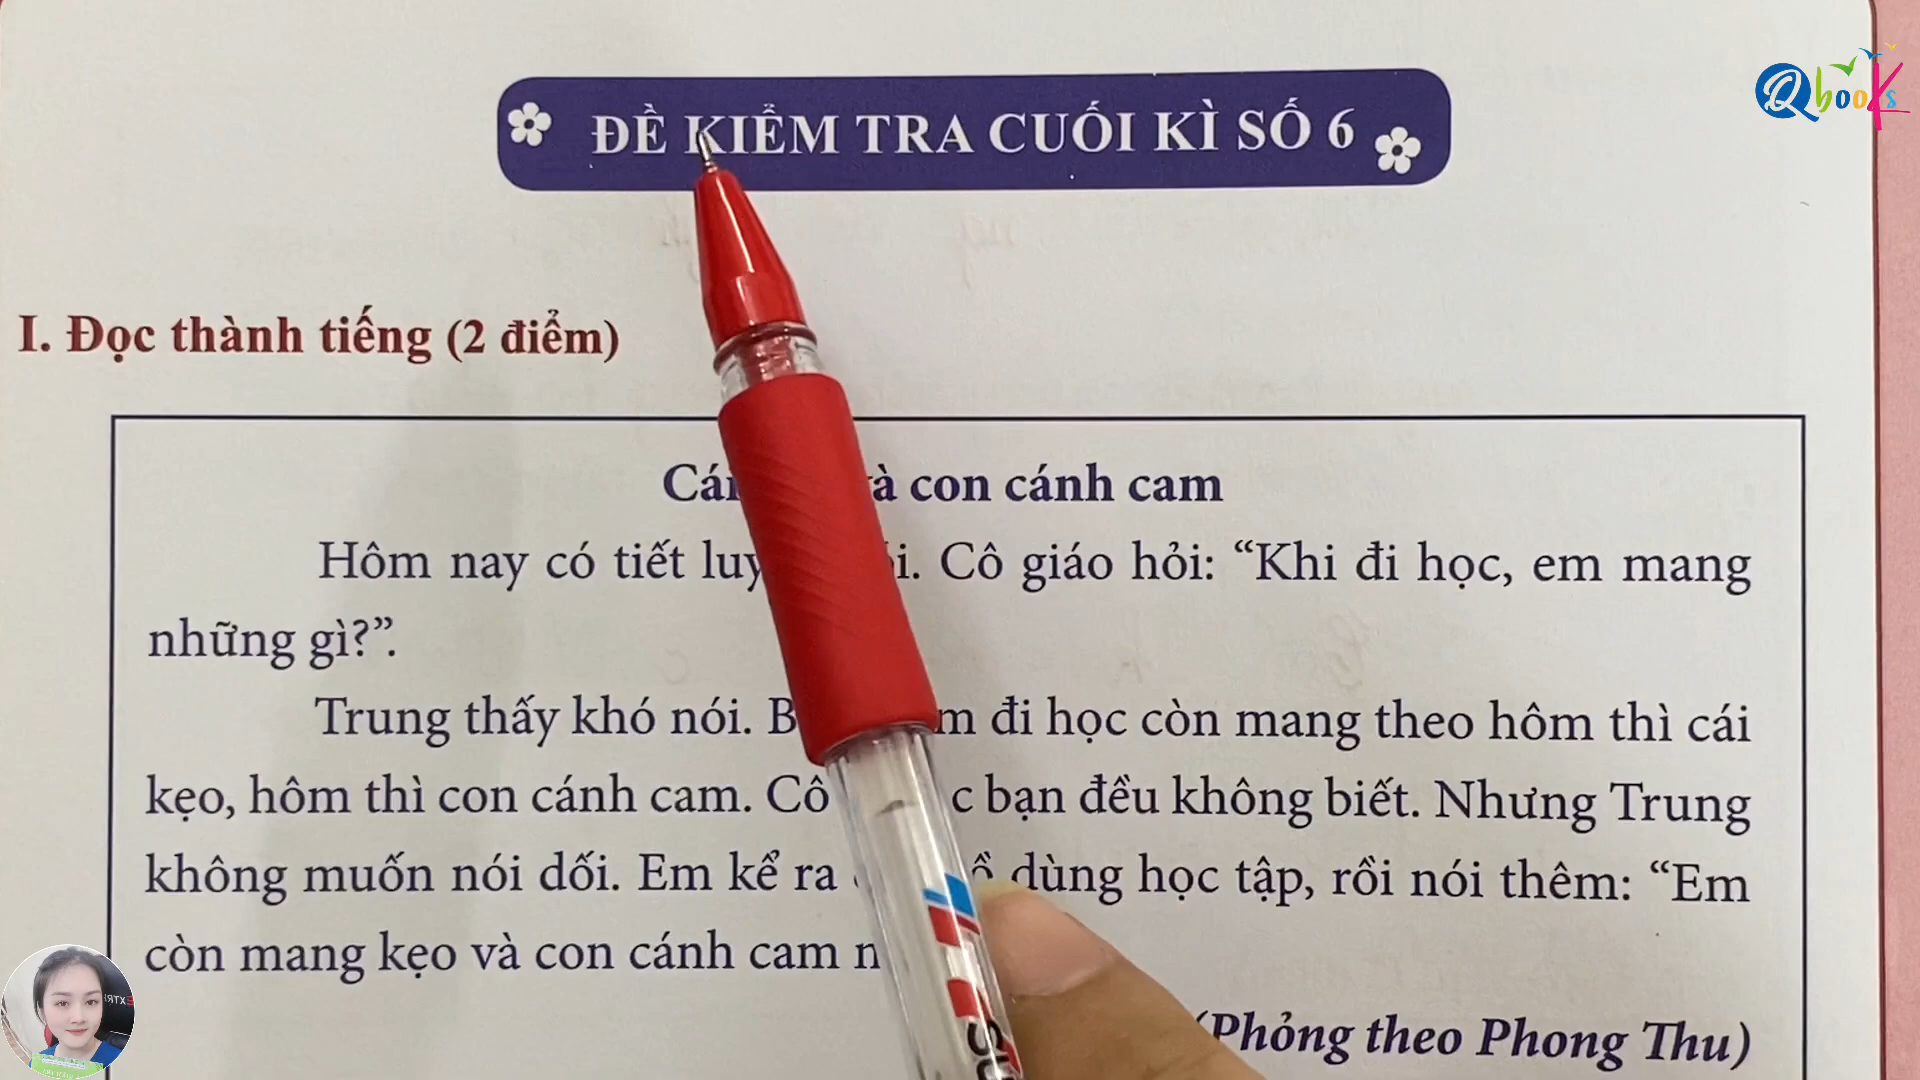 Qbooks
ĐỀ KIỂM TRA CUỐI KÌ SỐ 6
I. Đọc thành tiếng (2 điểm)
Cái và con cánh cam
Hôm nay có tiết luyện nói. Cô giáo hỏi: “Khi đi học, em mang
những gì?”.
Trung thấy khó nói. đi học còn mang theo hôm thì cái
kẹo, hôm thì con cánh cam. Cô bạn đều không biết. Nhưng Trung
không muốn nói dối. Em kể ra dùng học tập, rồi nói thêm: “Em
còn mang kẹo và con cánh cam
(Phỏng theo Phong Thu)